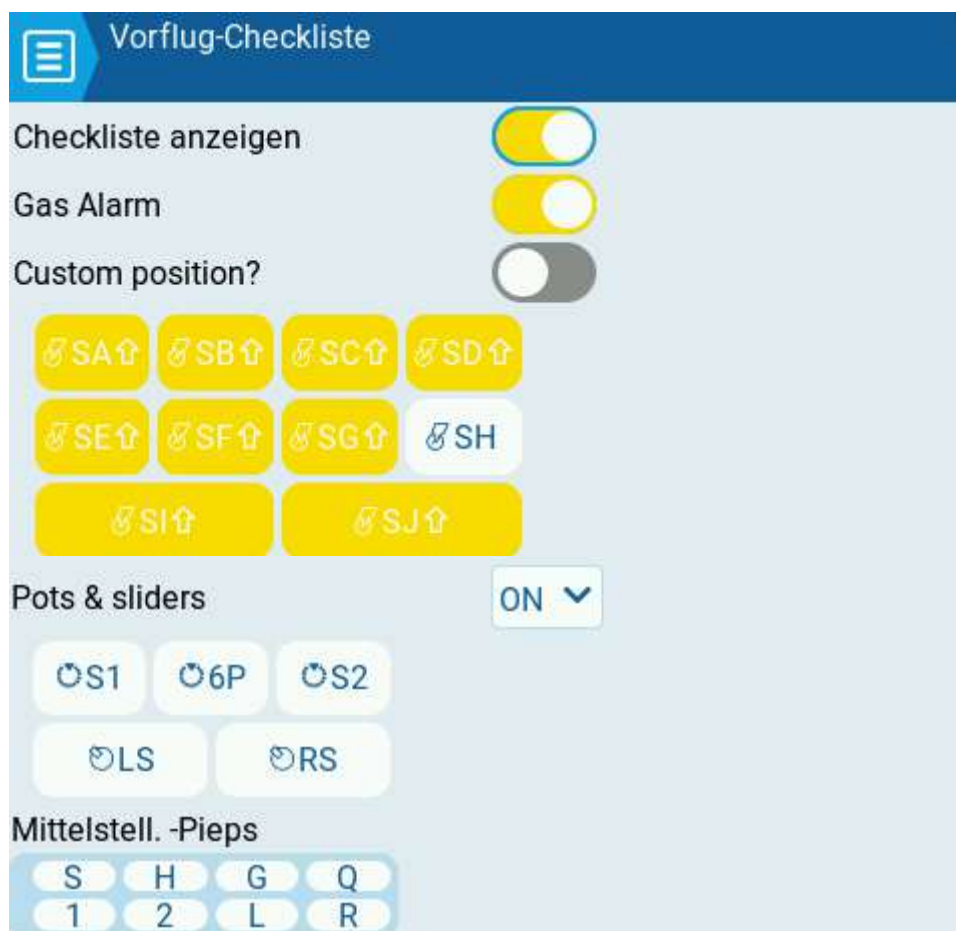 Vorflug-Checkliste
Checkliste anzeigen
Gas Alarm
Custom position?
SA⇧ SB⇧ SC⇧ SD⇧
SE⇧ SF⇧ SG⇧ SH
SI⇧ SJ⇧
Pots & sliders ON
S1 6P S2
LS RS
Mittelstell. -Pieps
S H G Q
1 2 L R